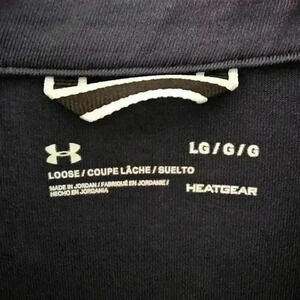 LG / G / G
LOOSE / COUPE LÂCHE / SUELTO
MADE IN JORDAN / FABRIQUÉ EN JORDANIE /
HECHO EN JORDANIA
HEATGEAR